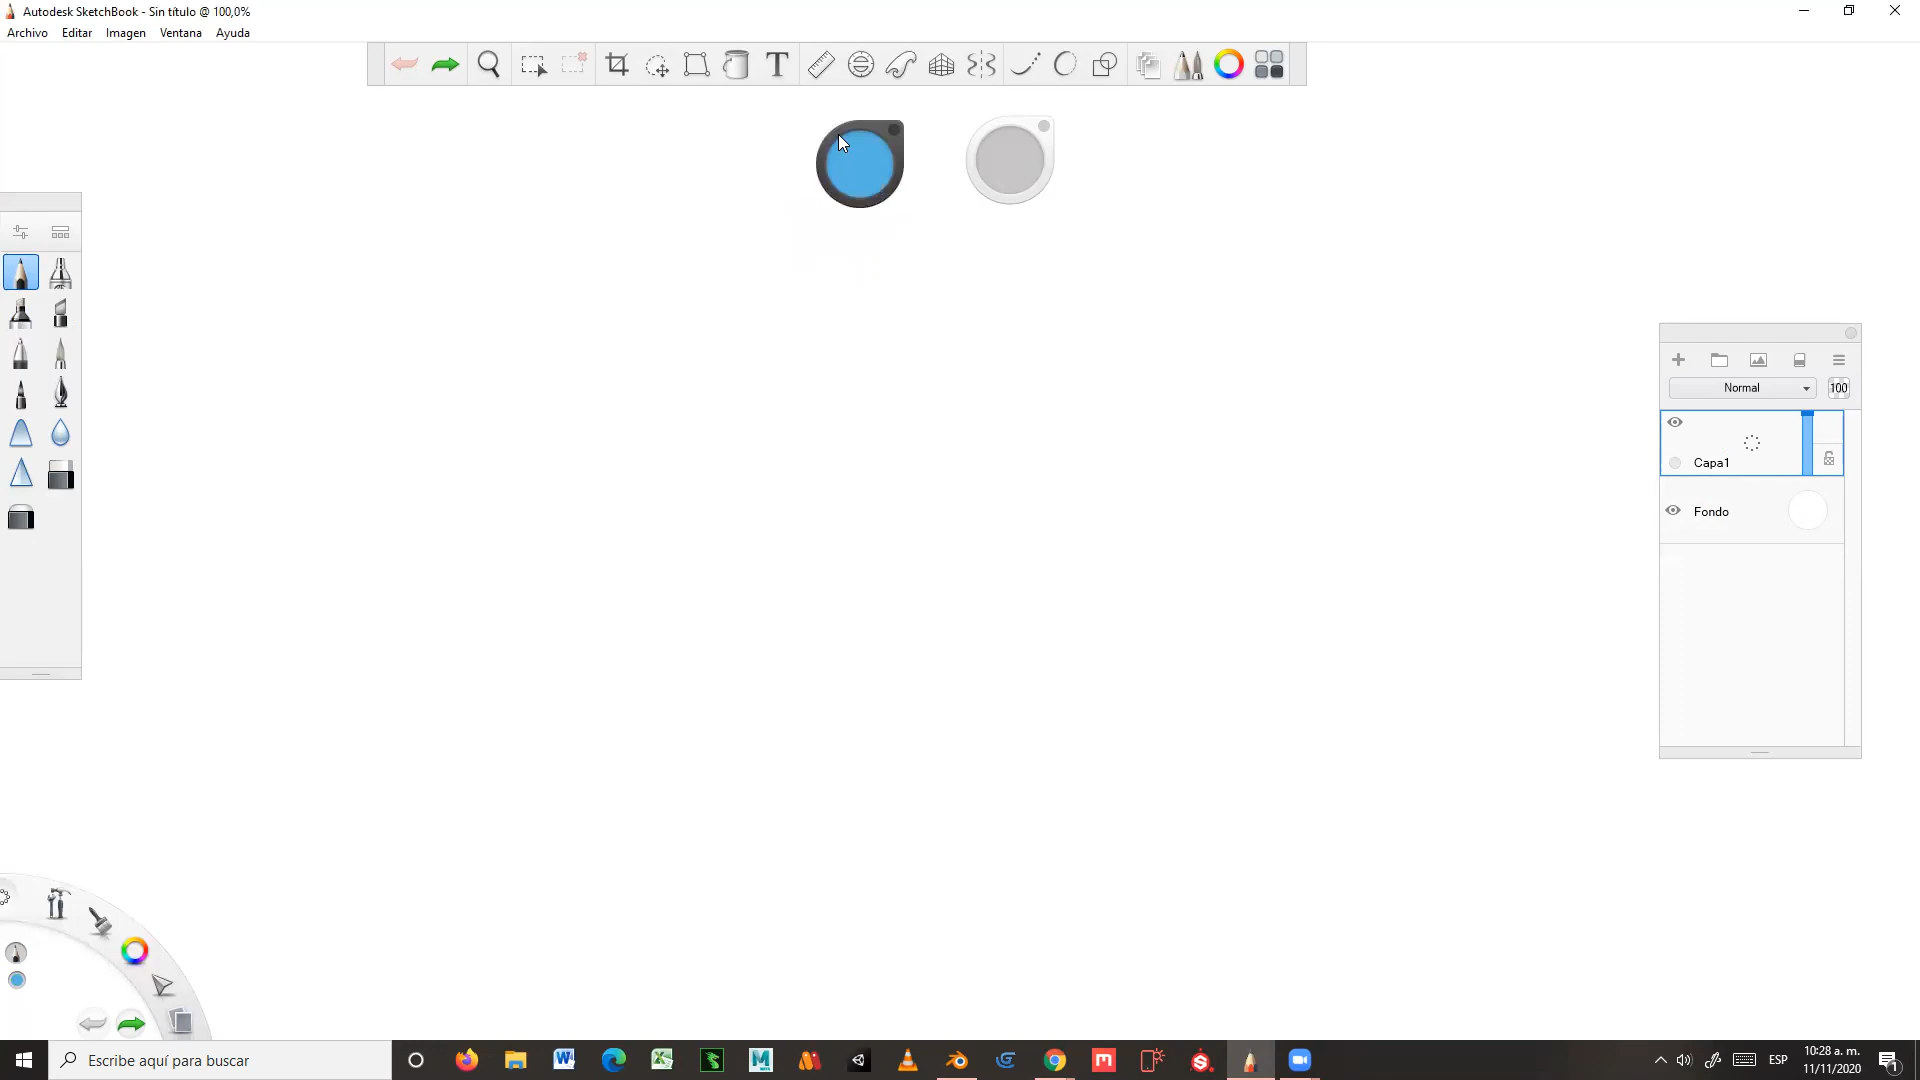 Autodesk SketchBook - Sin título @ 100,0%
Archivo Editar Imagen Ventana Ayuda
T
Normal 100
Capa1
Fondo
Escribe aquí para buscar
ESP
10:28 a. m.
11/11/2020
1